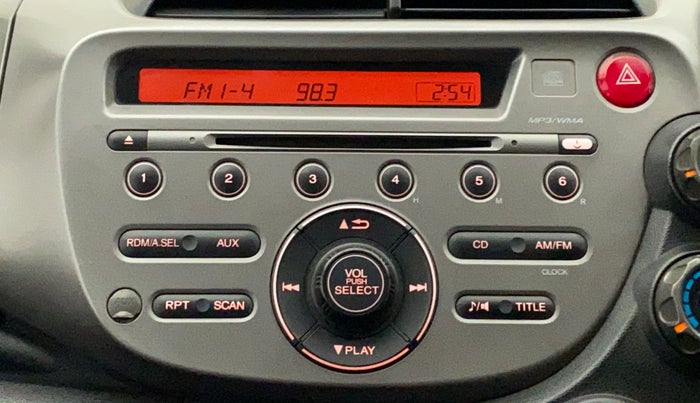 FM1-4 98.3 2:54
MP3/WMA
1 2 3 4 5 6
H M R
RDM/A.SEL AUX
VOL
PUSH
SELECT
CD AM/FM
CLOCK
RPT SCAN
TITLE
PLAY